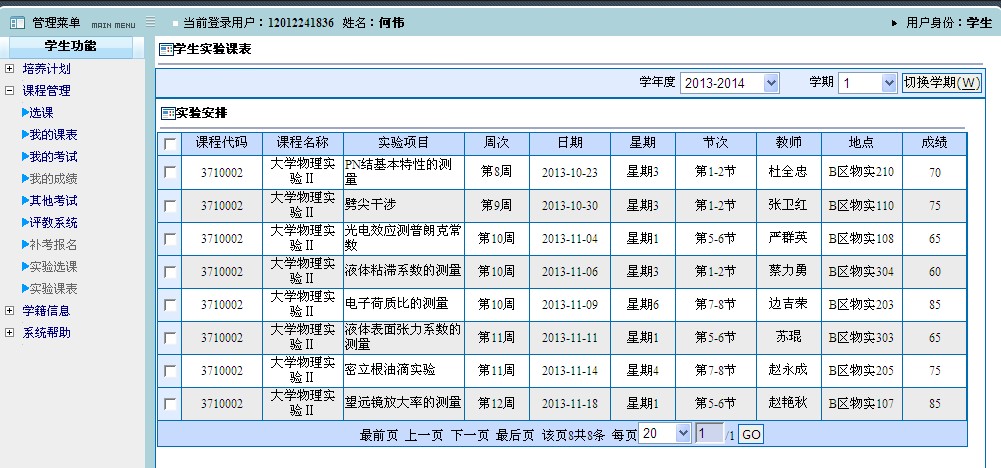 管理菜单 MAIN MENU 当前登录用户：12012241836 姓名：何伟 用户身份：学生
学生功能
培养计划
课程管理
选课
我的课表
我的考试
我的成绩
其他考试
评教系统
补考报名
实验选课
实验课表
学籍信息
系统帮助
学生实验课表
学年度 2013-2014 学期 1 切换学期(W)
实验安排
课程代码 课程名称 实验项目 周次 日期 星期 节次 教师 地点 成绩
3710002 大学物理实验Ⅱ PN结基本特性的测量 第8周 2013-10-23 星期3 第1-2节 杜全忠 B区物实210 70
3710002 大学物理实验Ⅱ 劈尖干涉 第9周 2013-10-30 星期3 第1-2节 张卫红 B区物实110 75
3710002 大学物理实验Ⅱ 光电效应测普朗克常数 第10周 2013-11-04 星期1 第5-6节 严群英 B区物实108 65
3710002 大学物理实验Ⅱ 液体粘滞系数的测量 第10周 2013-11-06 星期3 第1-2节 蔡力勇 B区物实304 60
3710002 大学物理实验Ⅱ 电子荷质比的测量 第10周 2013-11-09 星期6 第7-8节 边吉荣 B区物实203 85
3710002 大学物理实验Ⅱ 液体表面张力系数的测量 第11周 2013-11-11 星期1 第5-6节 苏琨 B区物实303 65
3710002 大学物理实验Ⅱ 密立根油滴实验 第11周 2013-11-14 星期4 第7-8节 赵永成 B区物实205 75
3710002 大学物理实验Ⅱ 望远镜放大率的测量 第12周 2013-11-18 星期1 第5-6节 赵艳秋 B区物实107 85
最前页 上一页 下一页 最后页 该页8共8条 每页 20 1 /1 GO